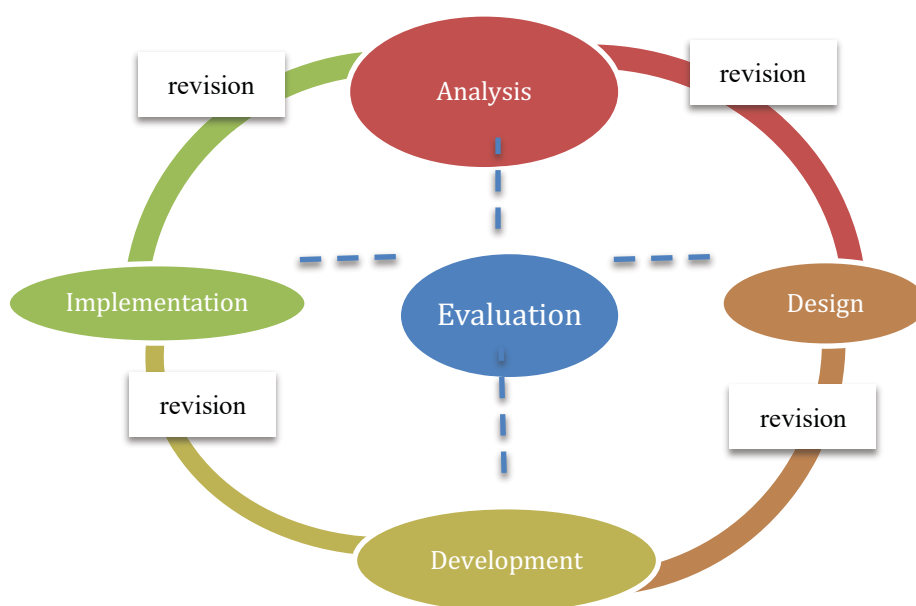 revision
Analysis
revision
Implementation
Evaluation
Design
revision
revision
Development